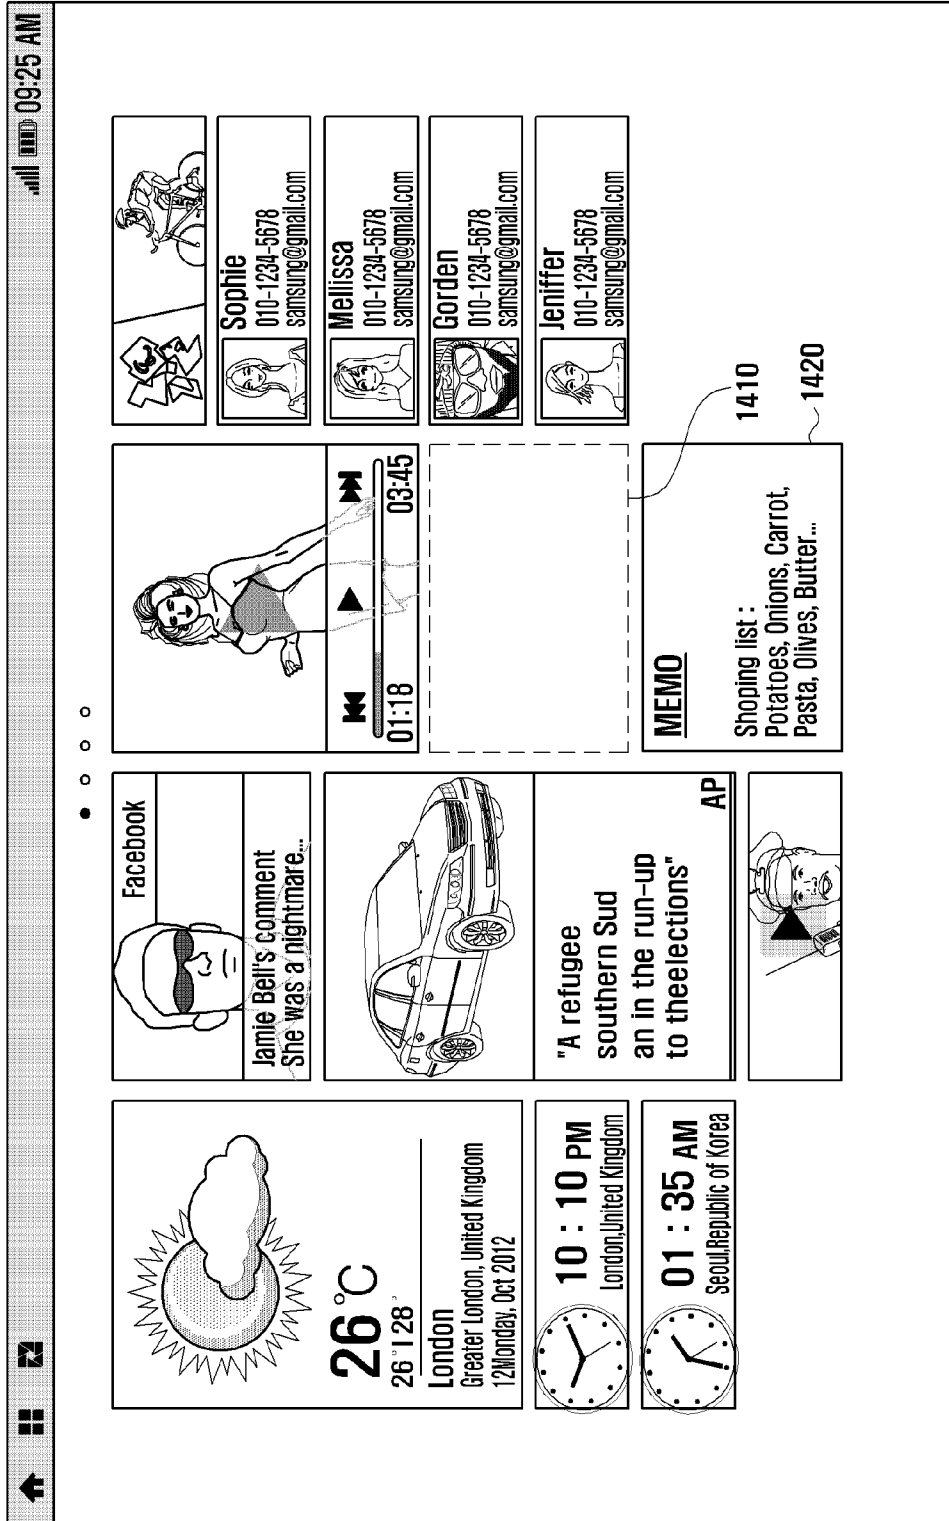 09:25 AM
26°C
26°128°
London
Greater London, United Kingdom
12Monday, Oct 2012
10 : 10 PM
London,United Kingdom
01 : 35 AM
Seoul,Republic of Korea
Facebook
Jamie Bell's comment
She was a nightmare...
"A refugee
southern Sud
an in the run-up
to theelections"
AP
01:18
03:45
1410
MEMO
Shoping list :
Potatoes, Onions, Carrot,
Pasta, Olives, Butter...
1420
Sophie
010-1234-5678
samsung@gmail.com
Mellissa
010-1234-5678
samsung@gmail.com
Gorden
010-1234-5678
samsung@gmail.com
Jeniffer
010-1234-5678
samsung@gmail.com